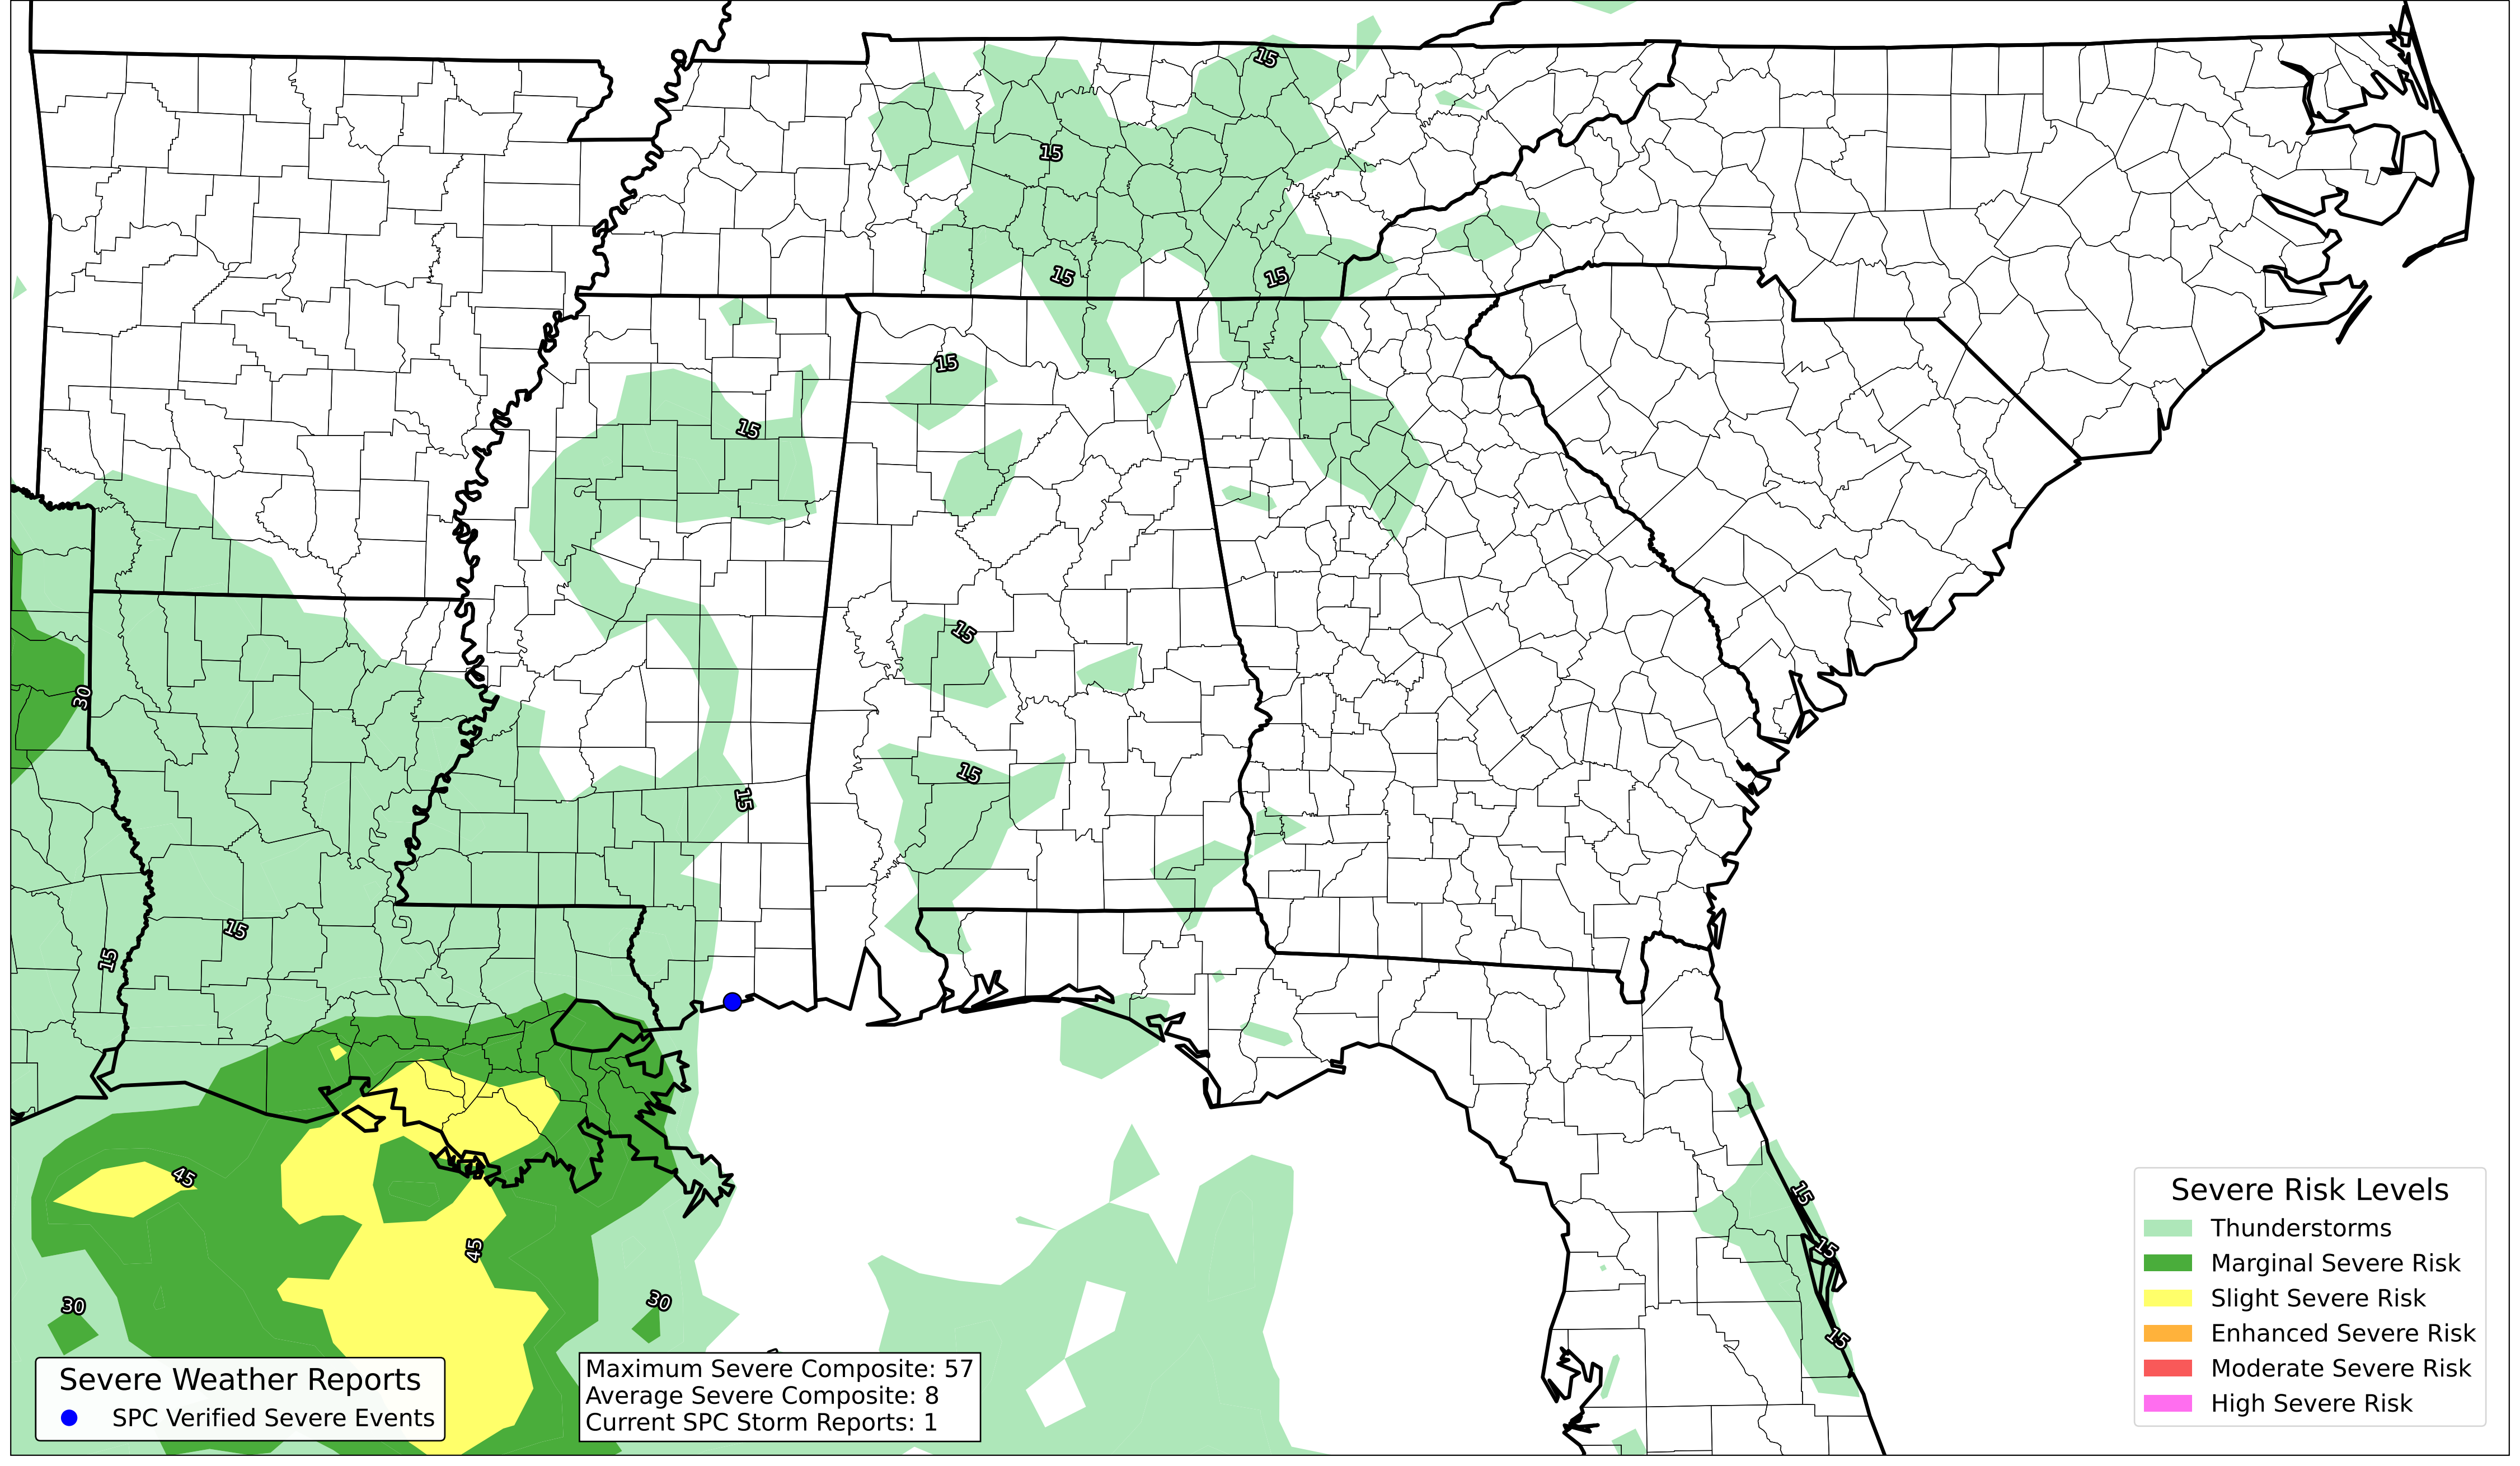 15
15
15
15
15
15
30
15
15
15
15
15
15
45
45
30
30
15
15
15
Severe Weather Reports
SPC Verified Severe Events
Maximum Severe Composite: 57
Average Severe Composite: 8
Current SPC Storm Reports: 1
Severe Risk Levels
Thunderstorms
Marginal Severe Risk
Slight Severe Risk
Enhanced Severe Risk
Moderate Severe Risk
High Severe Risk